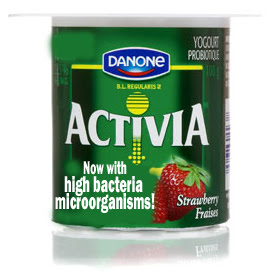 YOGOURT
PROBIOTIQUE
DANONE
B.L. REGULARIS 2
ACTIVIA
Now with
high bacteria
microorganisms!
Strawberry
Fraises